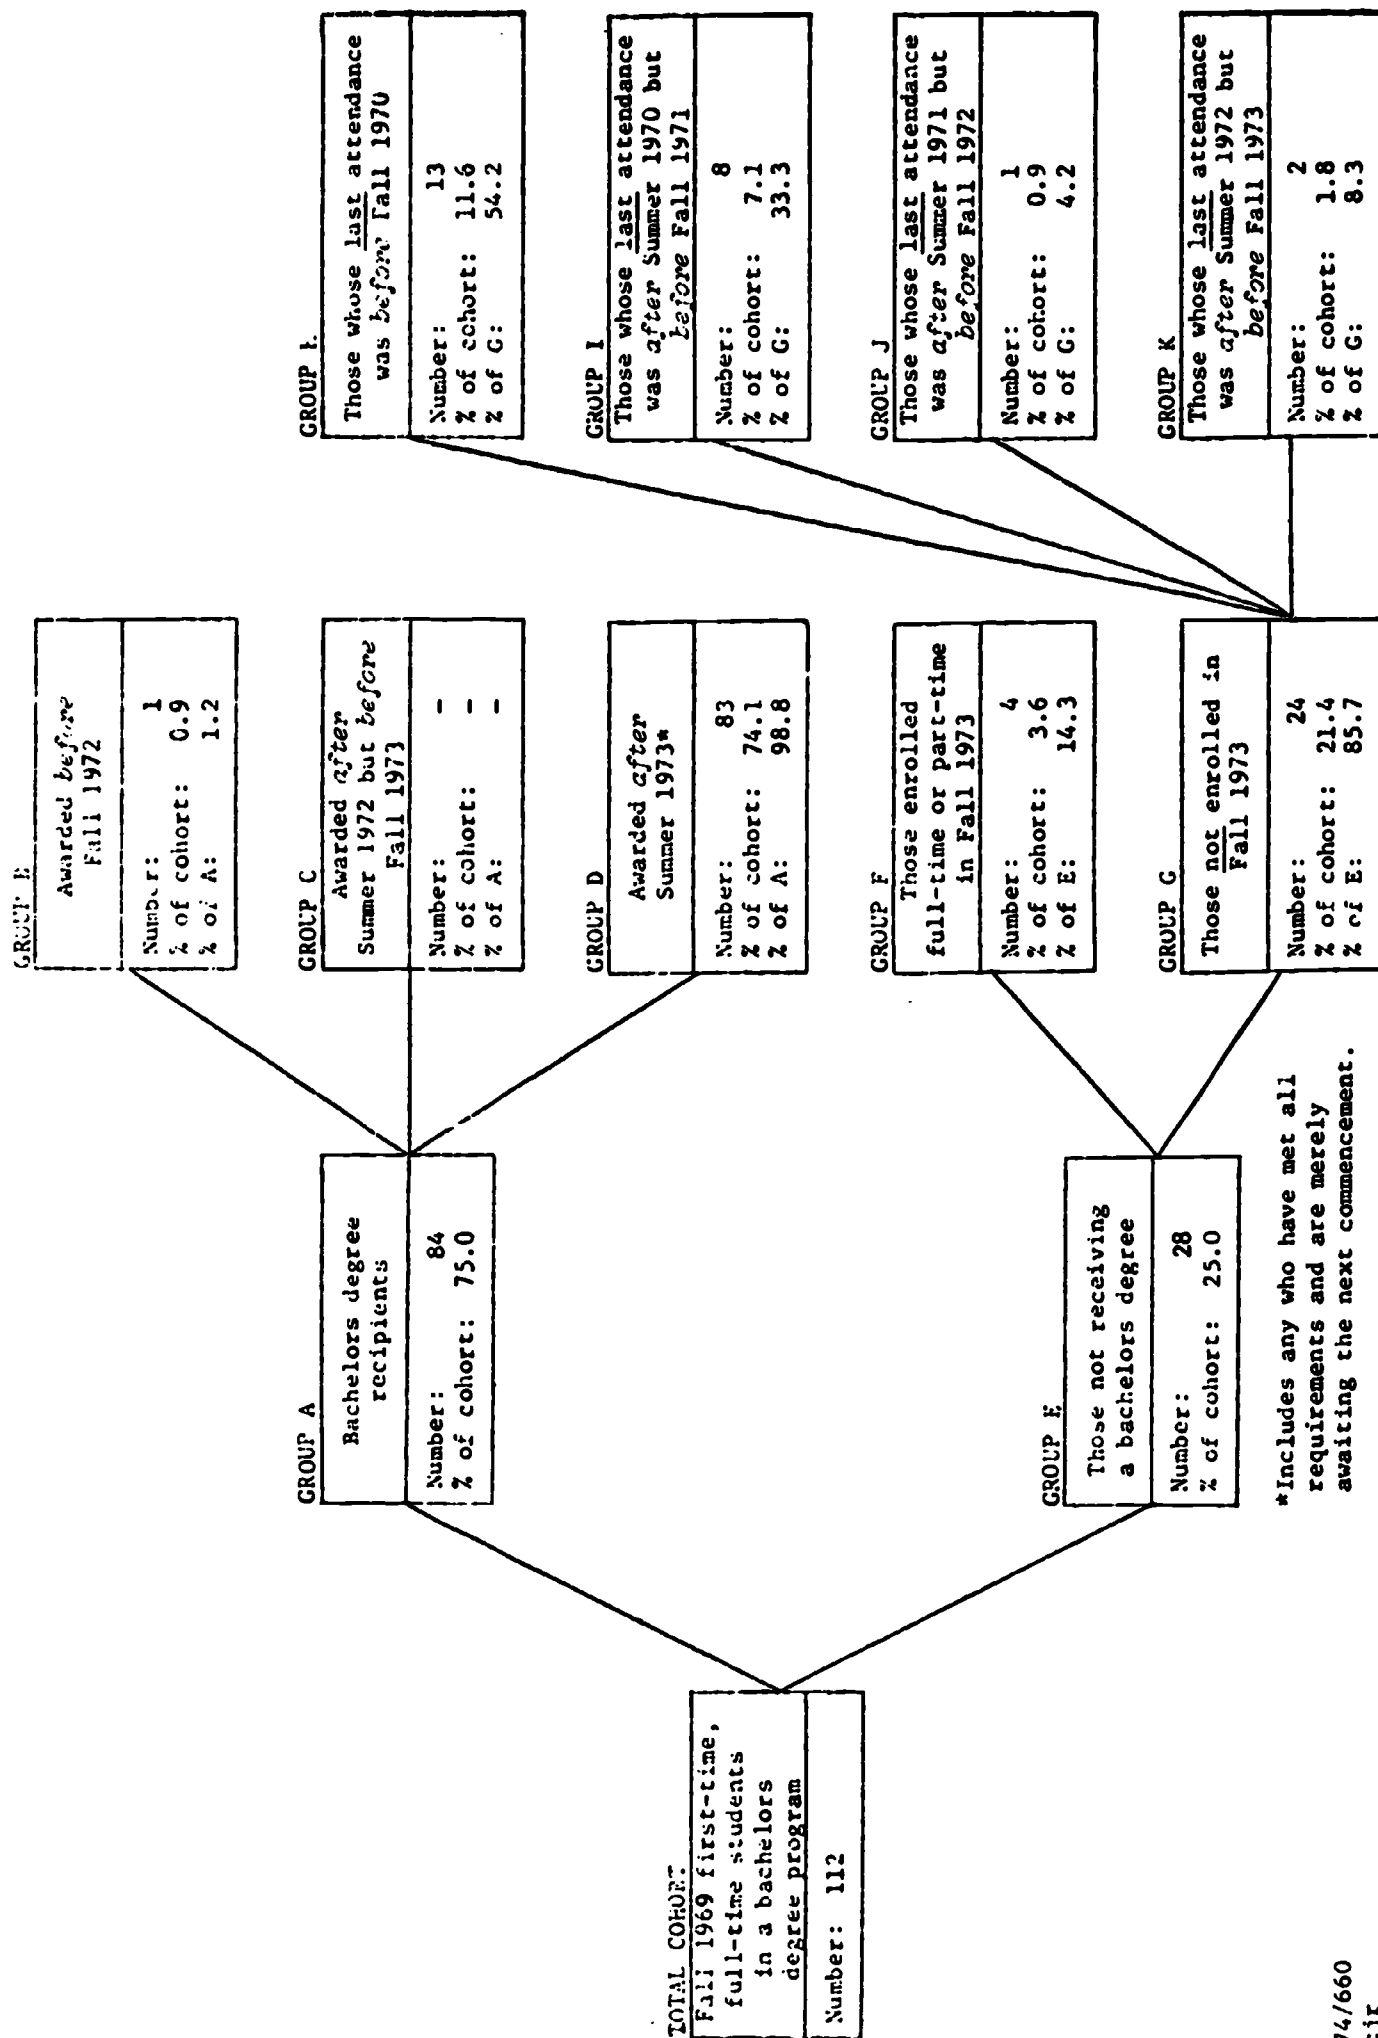 TOTAL COHORT
Fall 1969 first-time,
full-time students
in a bachelors
degree program
Number: 112
GROUP A
Bachelors degree
recipients
Number: 84
% of cohort: 75.0
GROUP E
Those not receiving
a bachelors degree
Number: 28
% of cohort: 25.0
*Includes any who have met all
requirements and are merely
awaiting the next commencement.
GROUP B
Awarded before
Fall 1972
Number: 1
% of cohort: 0.9
% of A: 1.2
GROUP C
Awarded after
Summer 1972 but before
Fall 1973
Number: -
% of cohort: -
% of A: -
GROUP D
Awarded after
Summer 1973*
Number: 83
% of cohort: 74.1
% of A: 98.8
GROUP F
Those enrolled
full-time or part-time
in Fall 1973
Number: 4
% of cohort: 3.6
% of E: 14.3
GROUP G
Those not enrolled in
Fall 1973
Number: 24
% of cohort: 21.4
% of E: 85.7
GROUP H
Those whose last attendance
was before Fall 1970
Number: 13
% of cohort: 11.6
% of G: 54.2
GROUP I
Those whose last attendance
was after Summer 1970 but
before Fall 1971
Number: 8
% of cohort: 7.1
% of G: 33.3
GROUP J
Those whose last attendance
was after Summer 1971 but
before Fall 1972
Number: 1
% of cohort: 0.9
% of G: 4.2
GROUP K
Those whose last attendance
was after Summer 1972 but
before Fall 1973
Number: 2
% of cohort: 1.8
% of G: 8.3
74/660